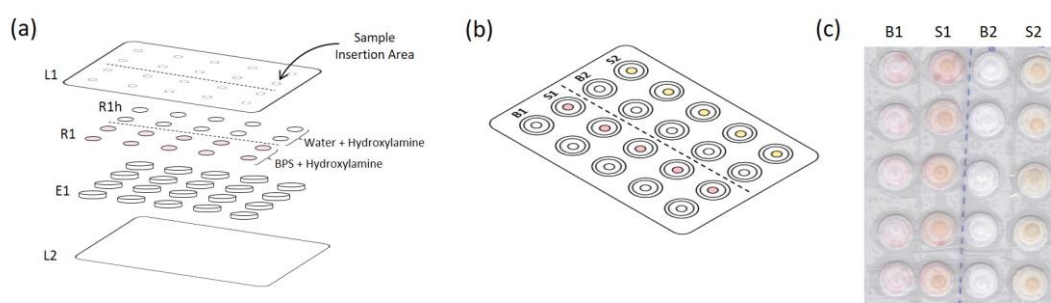 (a)
Sample
Insertion Area
L1
R1h
R1
Water + Hydroxylamine
BPS + Hydroxylamine
E1
L2
(b)
B1
S1
B2
S2
(c)
B1 S1 B2 S2